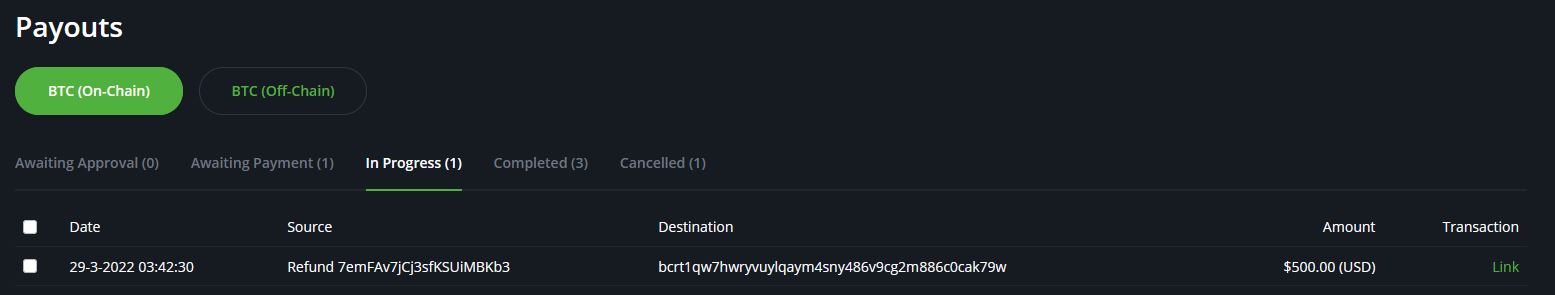 Payouts
BTC (On-Chain) BTC (Off-Chain)
Awaiting Approval (0) Awaiting Payment (1) In Progress (1) Completed (3) Cancelled (1)
Date Source Destination Amount Transaction
29-3-2022 03:42:30 Refund 7emFAv7jCj3sfKSUiMBKb3 bcrt1qw7hwryvuylqaym4sny486v9cg2m886c0cak79w $500.00 (USD) Link